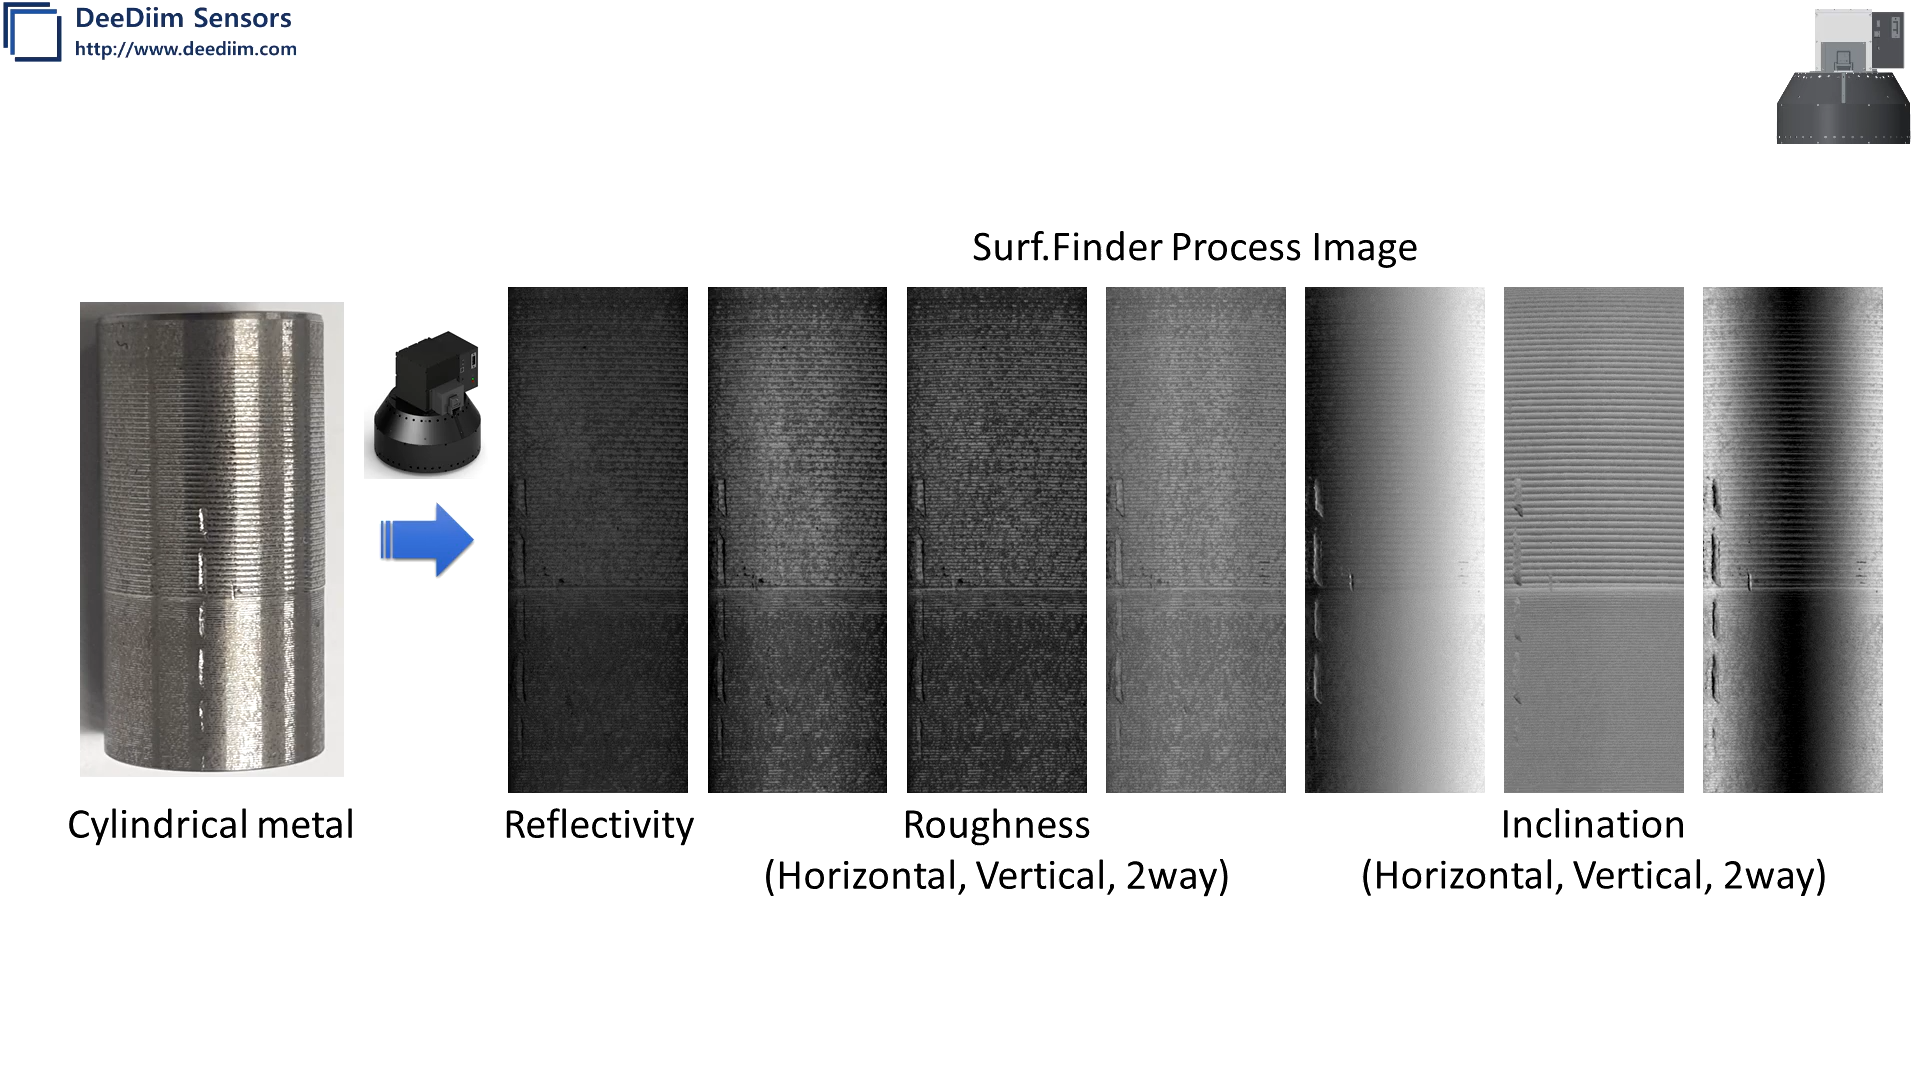 DeeDiim Sensors
http://www.deediim.com
Surf.Finder Process Image
Cylindrical metal
Reflectivity
Roughness
(Horizontal, Vertical, 2way)
Inclination
(Horizontal, Vertical, 2way)